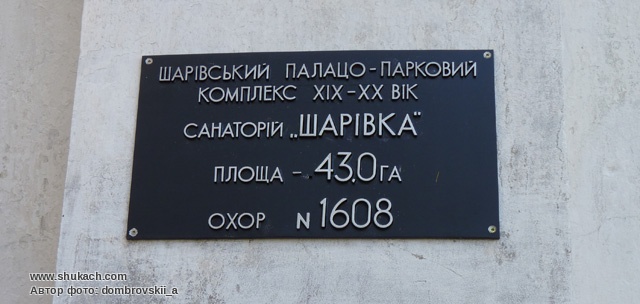 ШАРІВСЬКИЙ ПАЛАЦО-ПАРКОВИЙ
КОМПЛЕКС XIX-XX ВІК
САНАТОРІЙ „ШАРІВКА"
ПЛОЩА - 43,0 ГА
ОХОР N 1608
www.shukach.com
Автор фото: dombrovskii_a